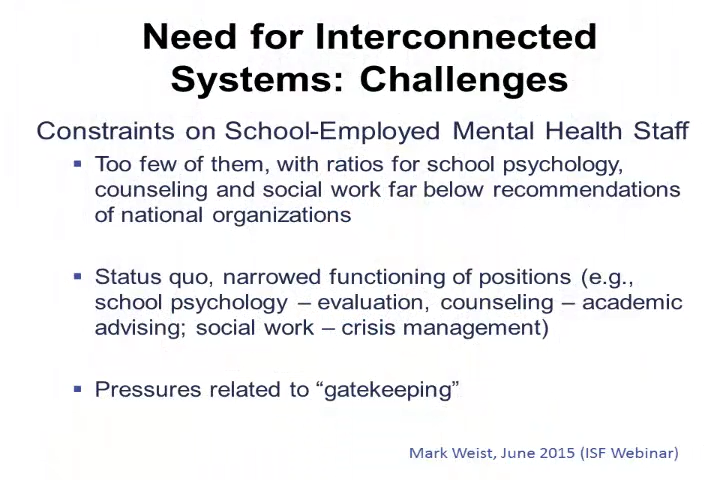 Need for Interconnected
Systems: Challenges
Constraints on School-Employed Mental Health Staff
▪ Too few of them, with ratios for school psychology,
counseling and social work far below recommendations
of national organizations
▪ Status quo, narrowed functioning of positions (e.g.,
school psychology – evaluation, counseling – academic
advising; social work – crisis management)
▪ Pressures related to “gatekeeping”
Mark Weist, June 2015 (ISF Webinar)